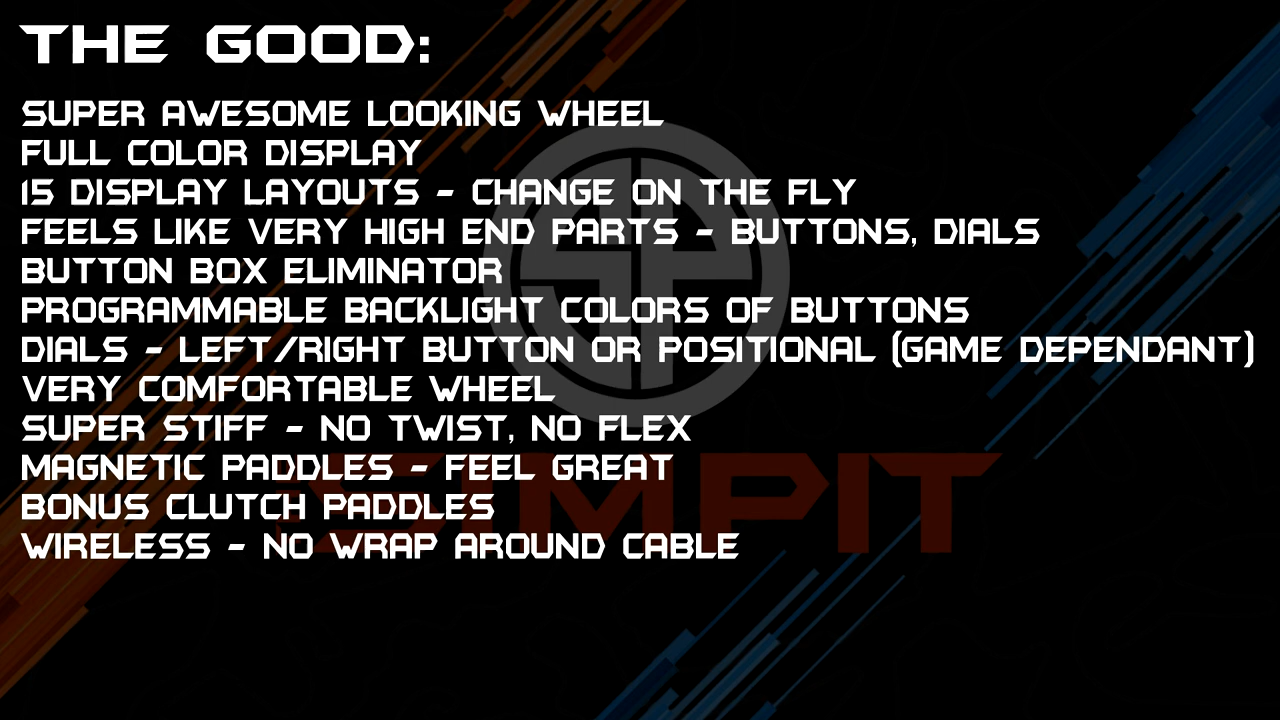 THE GOOD:
SUPER AWESOME LOOKING WHEEL
FULL COLOR DISPLAY
15 DISPLAY LAYOUTS - CHANGE ON THE FLY
FEELS LIKE VERY HIGH END PARTS - BUTTONS, DIALS
BUTTON BOX ELIMINATOR
PROGRAMMABLE BACKLIGHT COLORS OF BUTTONS
DIALS - LEFT/RIGHT BUTTON OR POSITIONAL (GAME DEPENDANT)
VERY COMFORTABLE WHEEL
SUPER STIFF - NO TWIST, NO FLEX
MAGNETIC PADDLES - FEEL GREAT
BONUS CLUTCH PADDLES
WIRELESS - NO WRAP AROUND CABLE
SP
SIMPIT